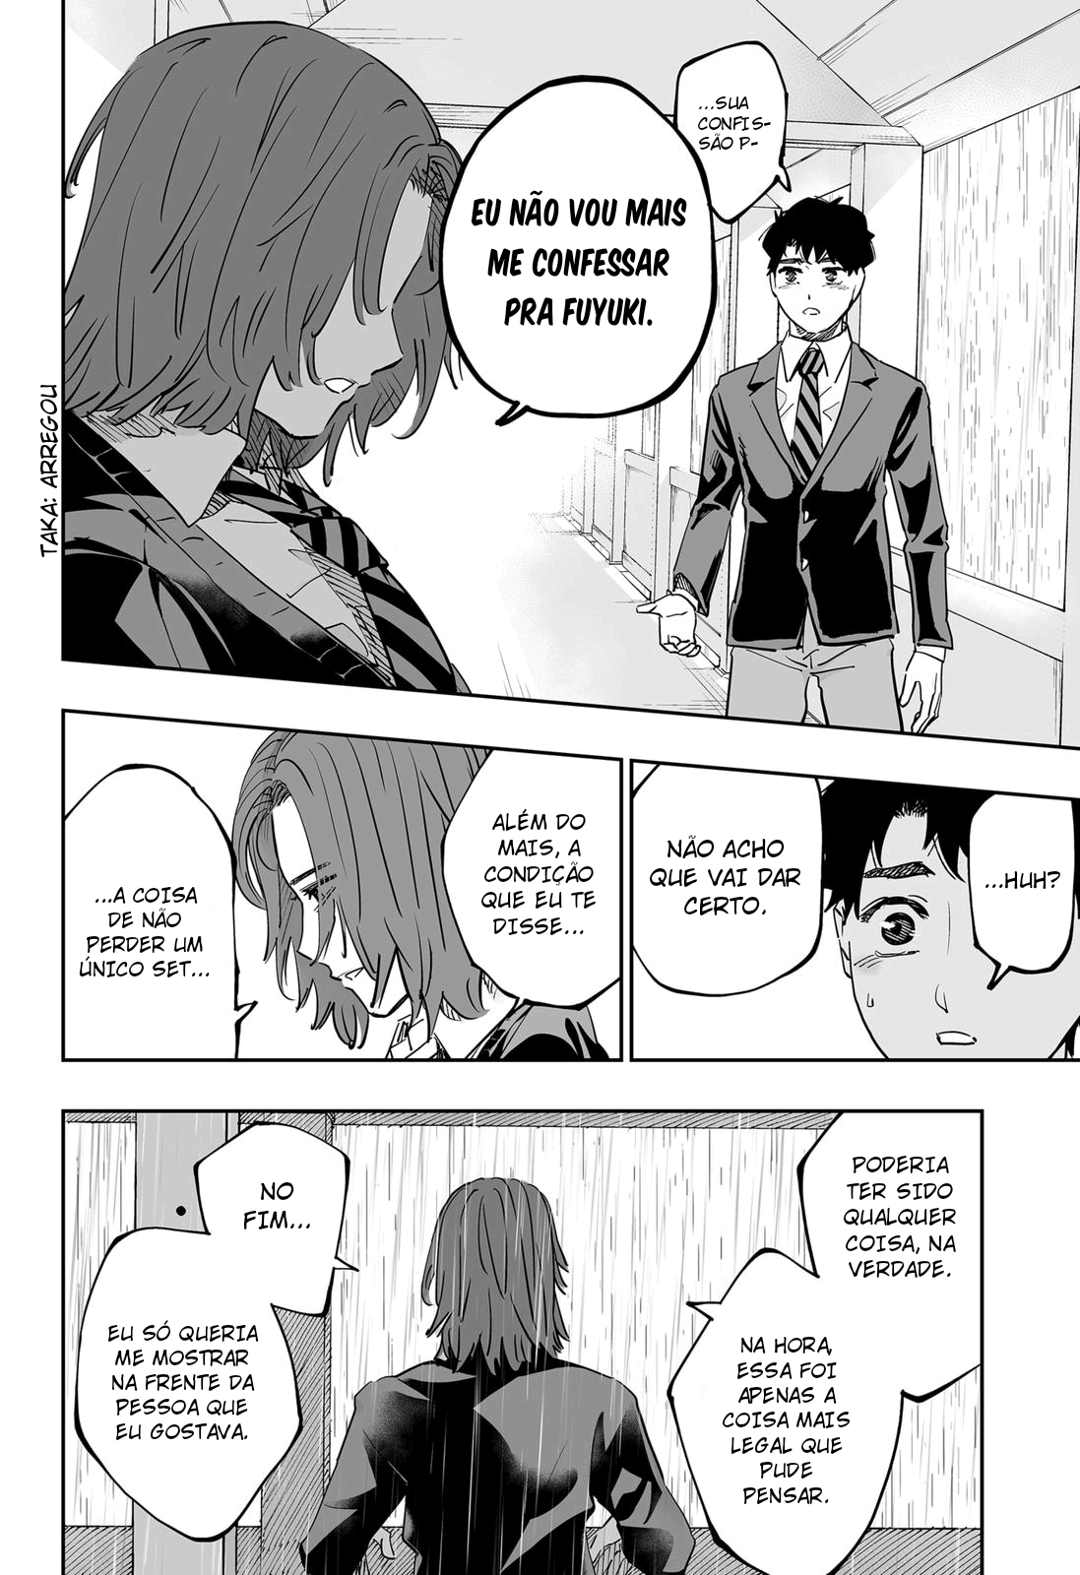 ...SUA
CONFIS-
SÃO P-
EU NÃO VOU MAIS
ME CONFESSAR
PRA FUYUKI.
TAKA: ARREGOU
...HUH?
NÃO ACHO
QUE VAI DAR
CERTO.
ALÉM DO
MAIS, A
CONDIÇÃO
QUE EU TE
DISSE...
...A COISA
DE NÃO
PERDER UM
ÚNICO SET...
PODERIA
TER SIDO
QUALQUER
COISA, NA
VERDADE.
NA HORA,
ESSA FOI
APENAS A
COISA MAIS
LEGAL QUE
PUDE
PENSAR.
NO
FIM...
EU SÓ QUERIA
ME MOSTRAR
NA FRENTE DA
PESSOA QUE
EU GOSTAVA.